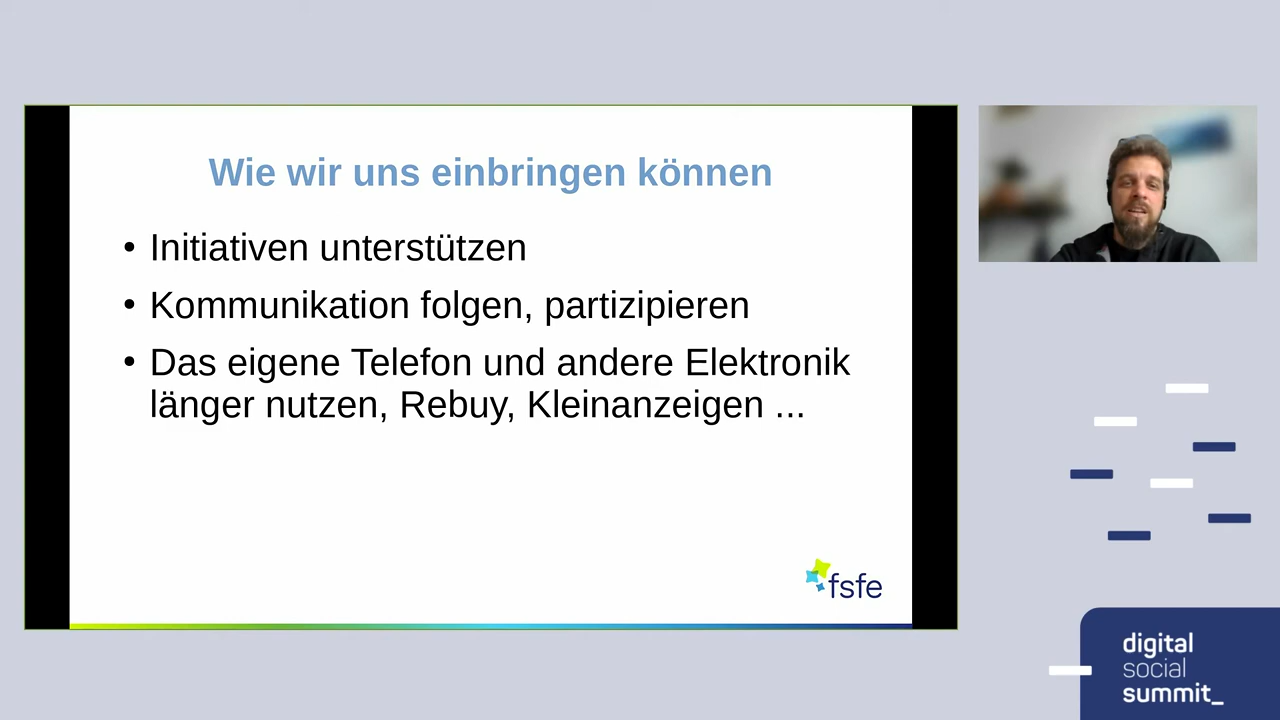 Wie wir uns einbringen können
• Initiativen unterstützen
• Kommunikation folgen, partizipieren
• Das eigene Telefon und andere Elektronik
länger nutzen, Rebuy, Kleinanzeigen ...
fsfe
digital
social
summit_